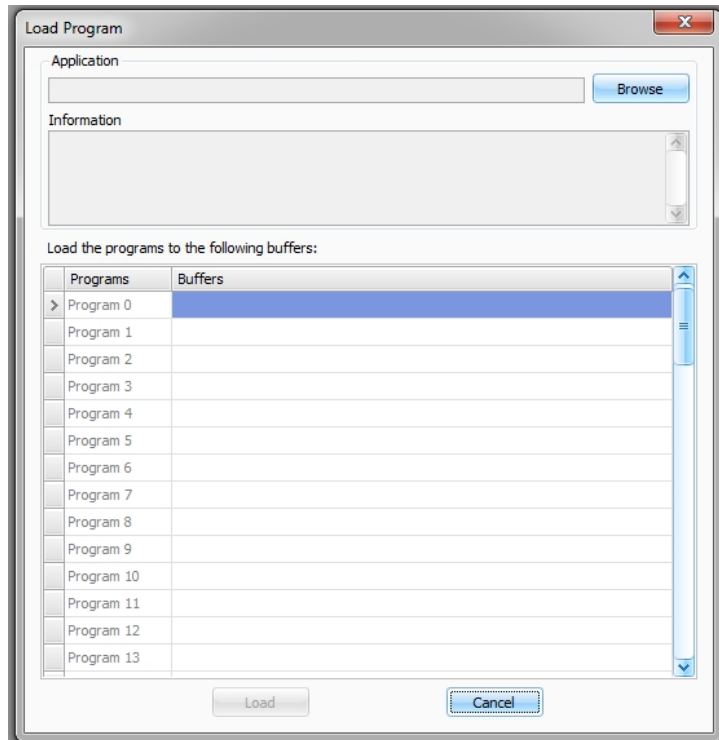 Load Program
Application
Browse
Information
Load the programs to the following buffers:
Programs Buffers
Program 0
Program 1
Program 2
Program 3
Program 4
Program 5
Program 6
Program 7
Program 8
Program 9
Program 10
Program 11
Program 12
Program 13
Load Cancel